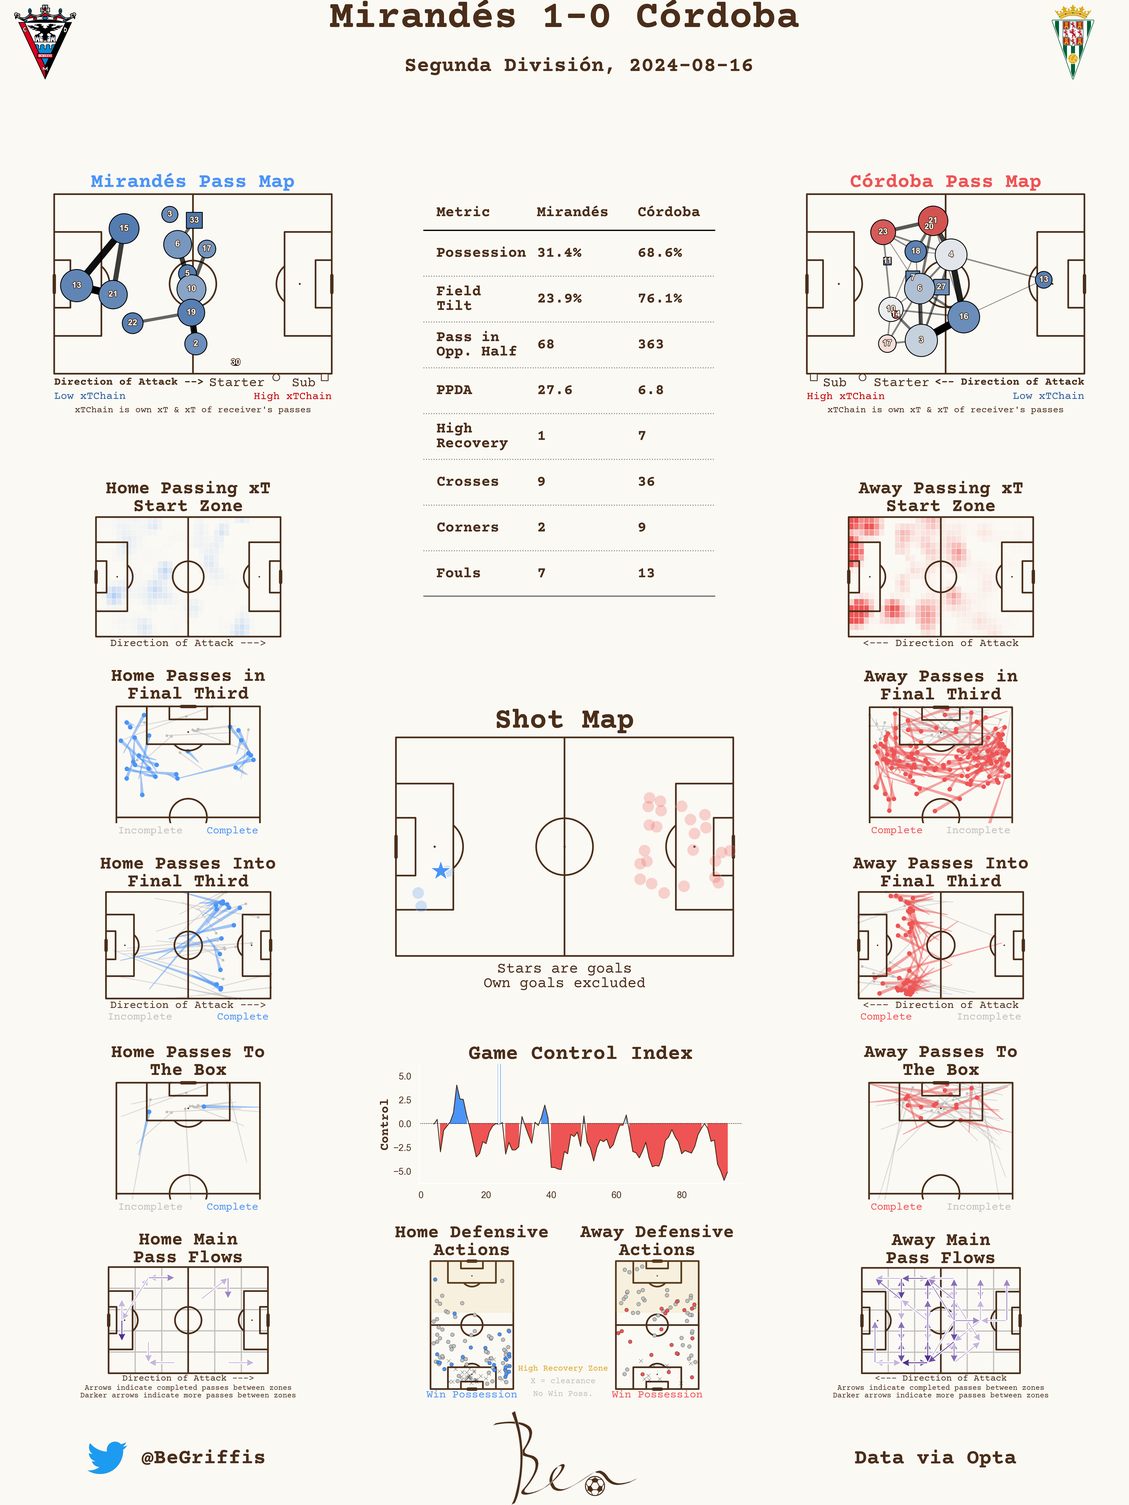 Mirandés 1-0 Córdoba
Segunda División, 2024-08-16
Mirandés Pass Map
15
3
33
6
17
5
13
21
10
19
22
2
30
Direction of Attack --> Starter Sub
Low xTChain High xTChain
xTChain is own xT & xT of receiver's passes
Metric Mirandés Córdoba
Possession 31.4% 68.6%
Field
Tilt 23.9% 76.1%
Pass in
Opp. Half 68 363
PPDA 27.6 6.8
High
Recovery 1 7
Crosses 9 36
Corners 2 9
Fouls 7 13
Córdoba Pass Map
21
20
23
18
4
11
7
13
6
27
10
14
16
17
3
Sub Starter <-- Direction of Attack
High xTChain Low xTChain
xTChain is own xT & xT of receiver's passes
Home Passing xT
Start Zone
Direction of Attack --->
Away Passing xT
Start Zone
<--- Direction of Attack
Home Passes in
Final Third
Incomplete Complete
Shot Map
Stars are goals
Own goals excluded
Away Passes in
Final Third
Complete Incomplete
Home Passes Into
Final Third
Direction of Attack --->
Incomplete Complete
Away Passes Into
Final Third
<--- Direction of Attack
Complete Incomplete
Home Passes To
The Box
Incomplete Complete
Game Control Index
Control
5.0
2.5
0.0
−2.5
−5.0
0 20 40 60 80
Away Passes To
The Box
Complete Incomplete
Home Main
Pass Flows
Direction of Attack --->
Arrows indicate completed passes between zones
Darker arrows indicate more passes between zones
Home Defensive
Actions
Win Possession
Away Defensive
Actions
Win Possession
High Recovery Zone
X = clearance
No Win Poss.
Away Main
Pass Flows
<--- Direction of Attack
Arrows indicate completed passes between zones
Darker arrows indicate more passes between zones
@BeGriffis
Data via Opta